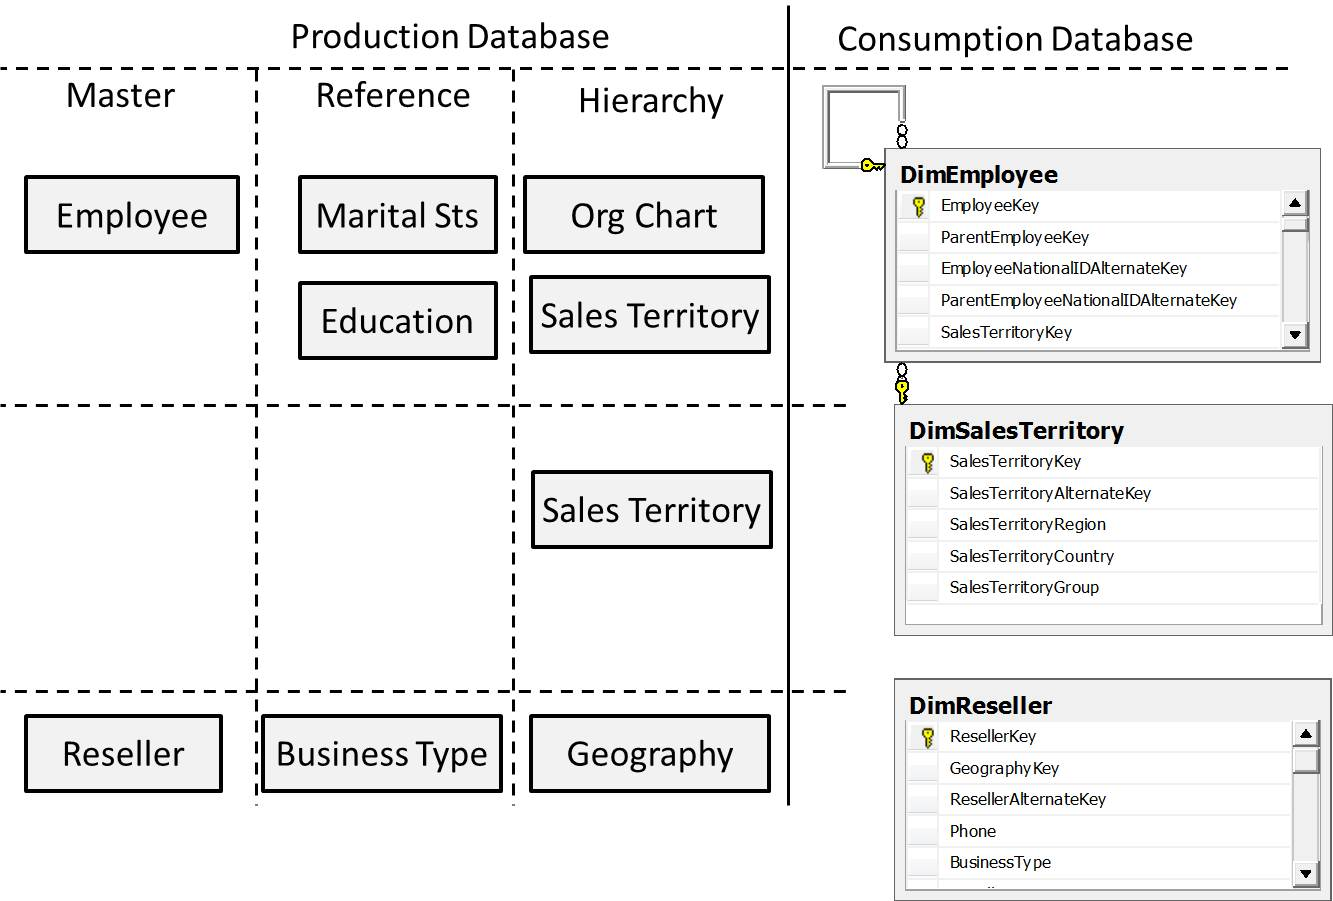 Production Database
Consumption Database
Master
Reference
Hierarchy
Employee
Marital Sts
Org Chart
Education
Sales Territory
DimEmployee
EmployeeKey
ParentEmployeeKey
EmployeeNationalIDAlternateKey
ParentEmployeeNationalIDAlternateKey
SalesTerritoryKey
Sales Territory
DimSalesTerritory
SalesTerritoryKey
SalesTerritoryAlternateKey
SalesTerritoryRegion
SalesTerritoryCountry
SalesTerritoryGroup
Reseller
Business Type
Geography
DimReseller
ResellerKey
GeographyKey
ResellerAlternateKey
Phone
BusinessType